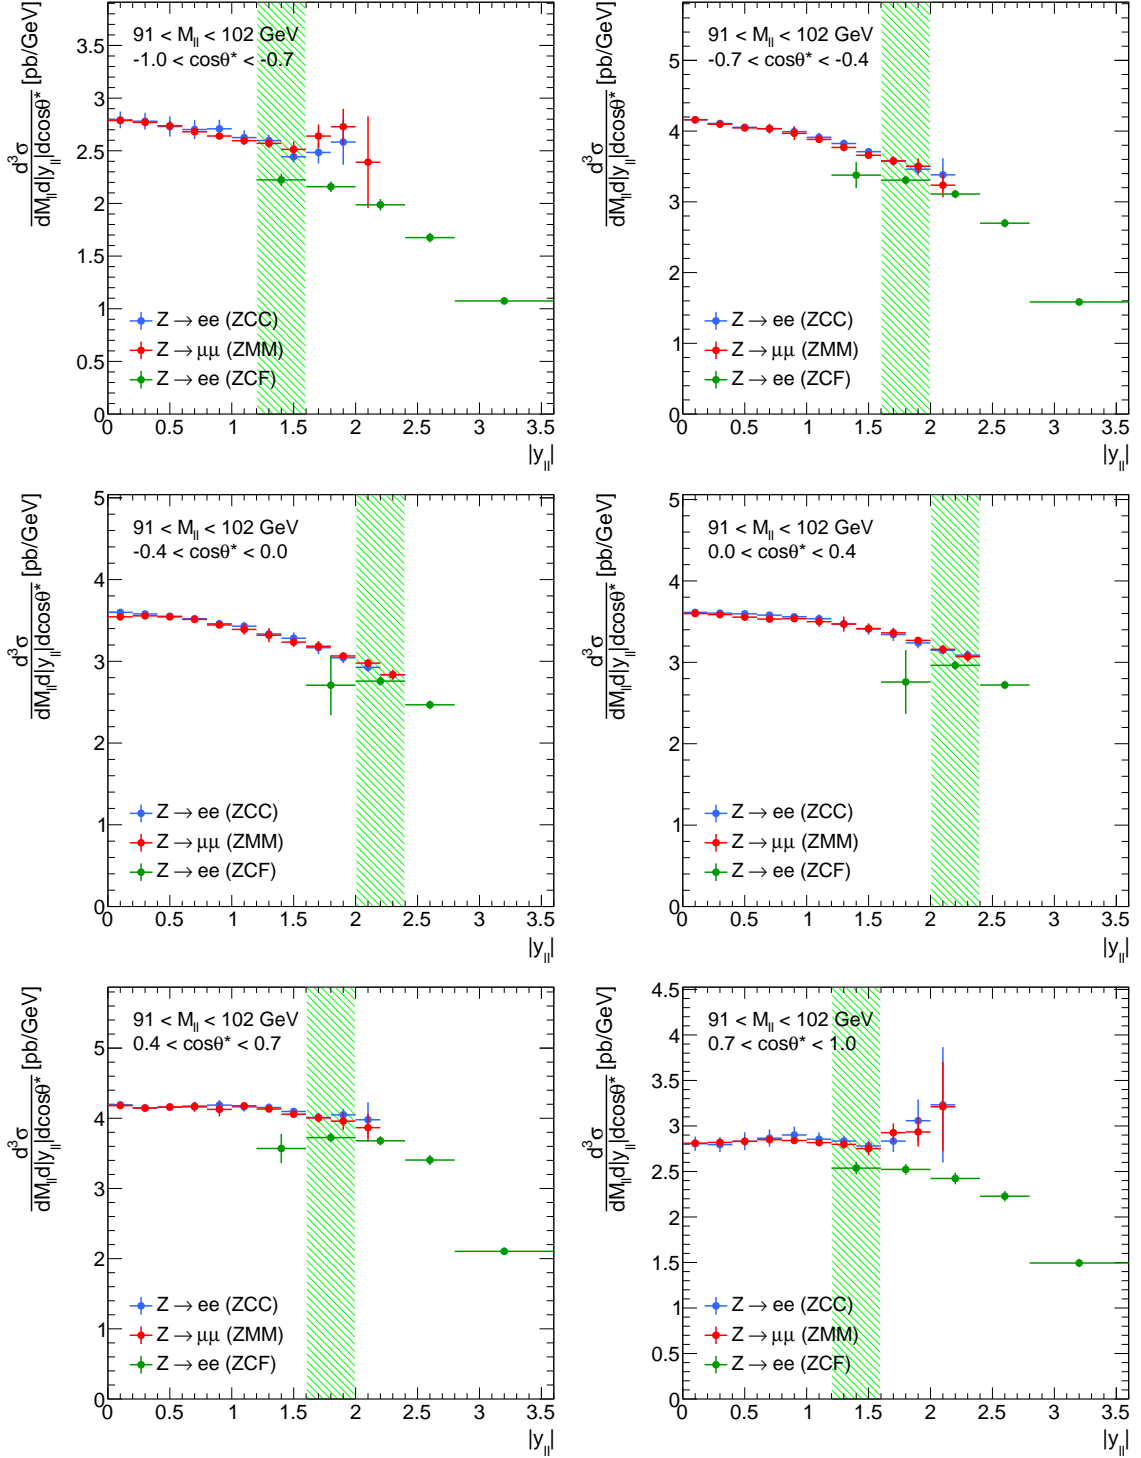 d³σ
dM_ll d|y_ll|dcosθ* [pb/GeV]
91 < M_ll < 102 GeV
-1.0 < cosθ* < -0.7
3.5
3
2.5
2
1.5
1
0.5
0
Z → ee (ZCC)
Z → μμ (ZMM)
Z → ee (ZCF)
0 0.5 1 1.5 2 2.5 3 3.5
|y_ll|
d³σ
dM_ll d|y_ll|dcosθ* [pb/GeV]
91 < M_ll < 102 GeV
-0.7 < cosθ* < -0.4
5
4
3
2
1
0
Z → ee (ZCC)
Z → μμ (ZMM)
Z → ee (ZCF)
0 0.5 1 1.5 2 2.5 3 3.5
|y_ll|
d³σ
dM_ll d|y_ll|dcosθ* [pb/GeV]
91 < M_ll < 102 GeV
-0.4 < cosθ* < 0.0
5
4
3
2
1
0
Z → ee (ZCC)
Z → μμ (ZMM)
Z → ee (ZCF)
0 0.5 1 1.5 2 2.5 3 3.5
|y_ll|
d³σ
dM_ll d|y_ll|dcosθ* [pb/GeV]
91 < M_ll < 102 GeV
0.0 < cosθ* < 0.4
5
4
3
2
1
0
Z → ee (ZCC)
Z → μμ (ZMM)
Z → ee (ZCF)
0 0.5 1 1.5 2 2.5 3 3.5
|y_ll|
d³σ
dM_ll d|y_ll|dcosθ* [pb/GeV]
91 < M_ll < 102 GeV
0.4 < cosθ* < 0.7
5
4
3
2
1
0
Z → ee (ZCC)
Z → μμ (ZMM)
Z → ee (ZCF)
0 0.5 1 1.5 2 2.5 3 3.5
|y_ll|
d³σ
dM_ll d|y_ll|dcosθ* [pb/GeV]
91 < M_ll < 102 GeV
0.7 < cosθ* < 1.0
4.5
4
3.5
3
2.5
2
1.5
1
0.5
0
Z → ee (ZCC)
Z → μμ (ZMM)
Z → ee (ZCF)
0 0.5 1 1.5 2 2.5 3 3.5
|y_ll|